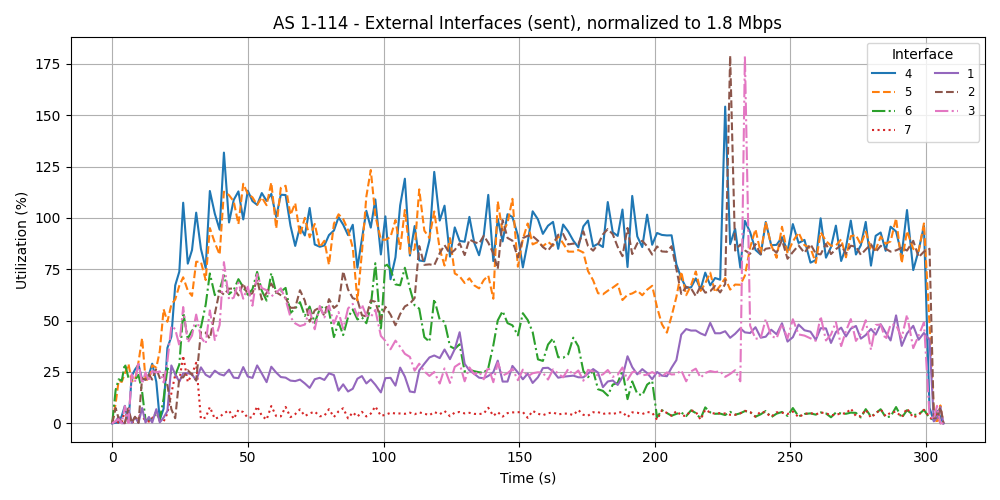 AS 1-114 - External Interfaces (sent), normalized to 1.8 Mbps
Utilization (%)
175
150
125
100
75
50
25
0
Interface
4 1
5 2
6 3
7
0 50 100 150 200 250 300
Time (s)